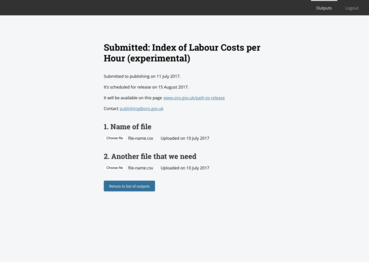 Outputs Logout
Submitted: Index of Labour Costs per
Hour (experimental)
Submitted to publishing on 11 July 2017.
It's scheduled for release on 15 August 2017.
It will be available on this page www.ons.gov.uk/path-to-release
Contact publishing@ons.gov.uk
1. Name of file
Choose file file-name.csv Uploaded on 10 July 2017
2. Another file that we need
Choose file file-name.csv Uploaded on 10 July 2017
Return to list of outputs